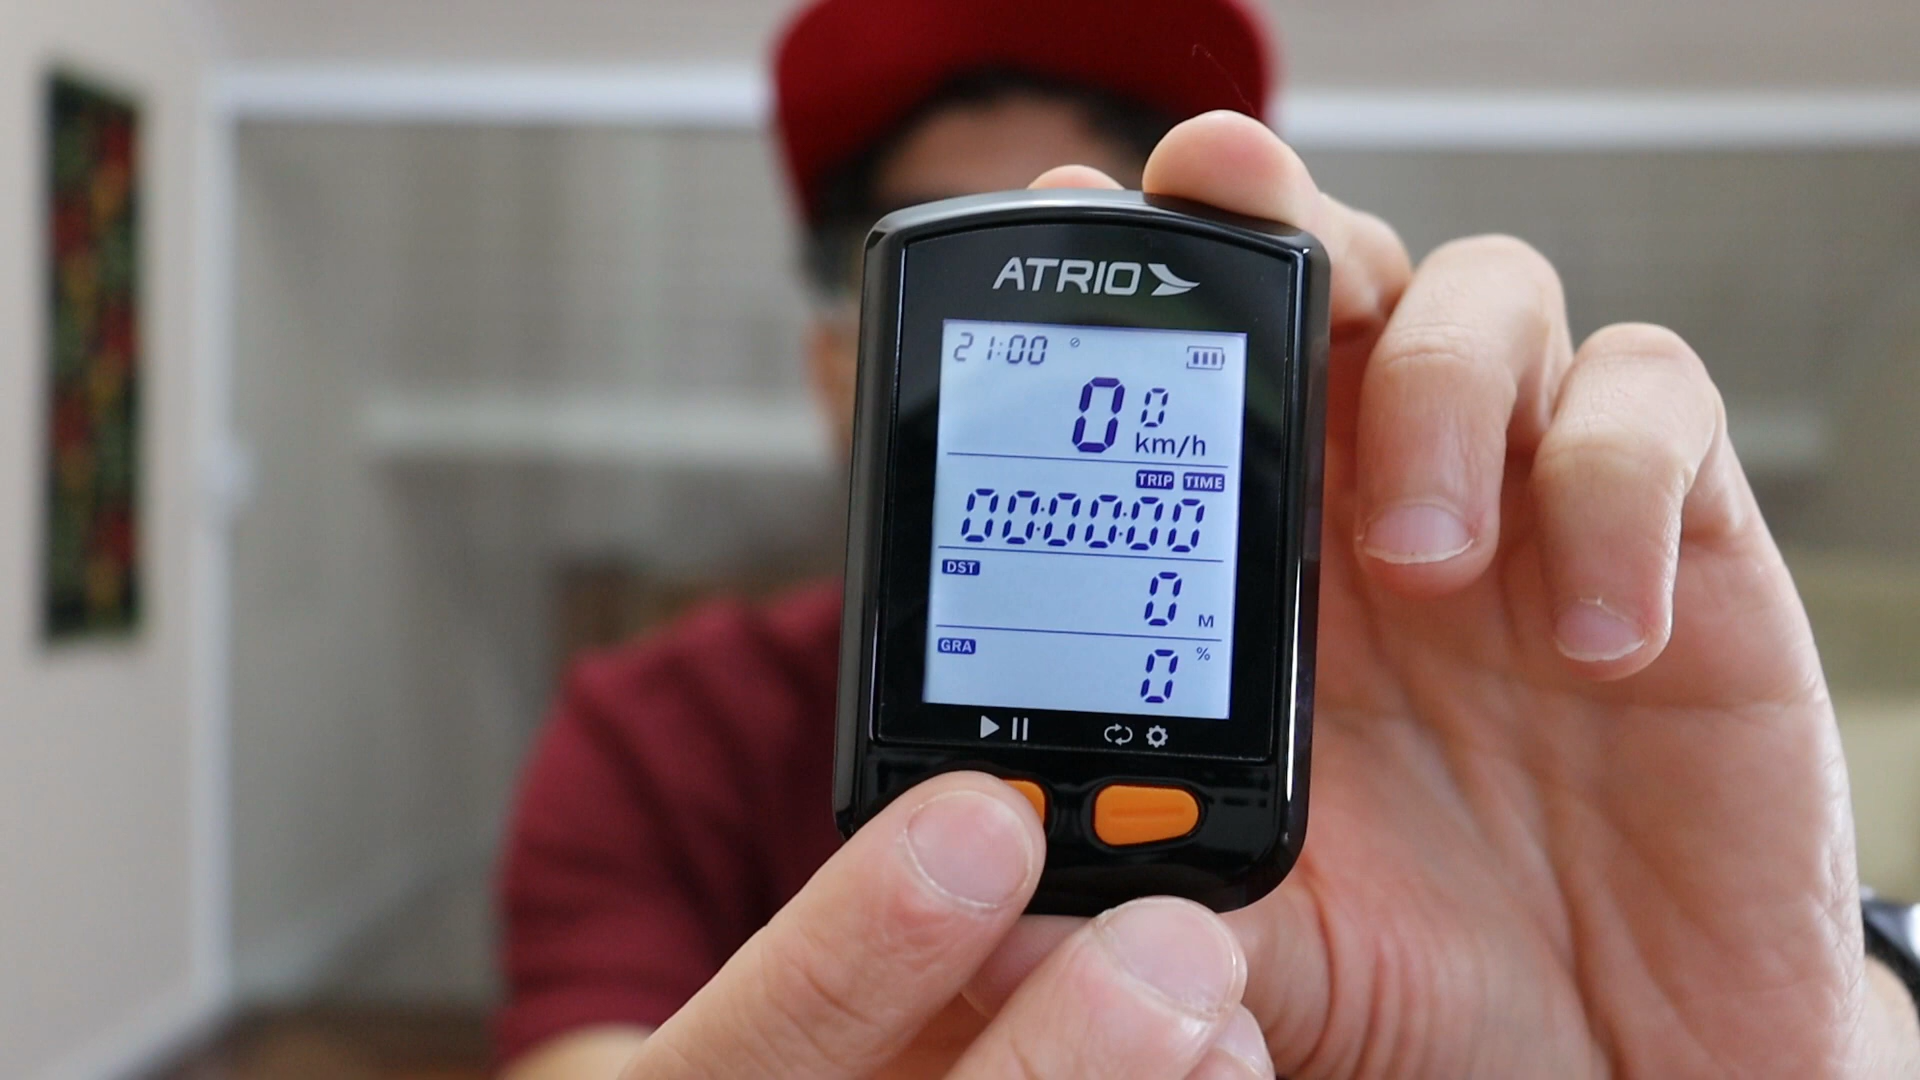 ATRIO
21:00
0 0
km/h
TRIP TIME
00:00:00
DST
0 M
GRA
0 %